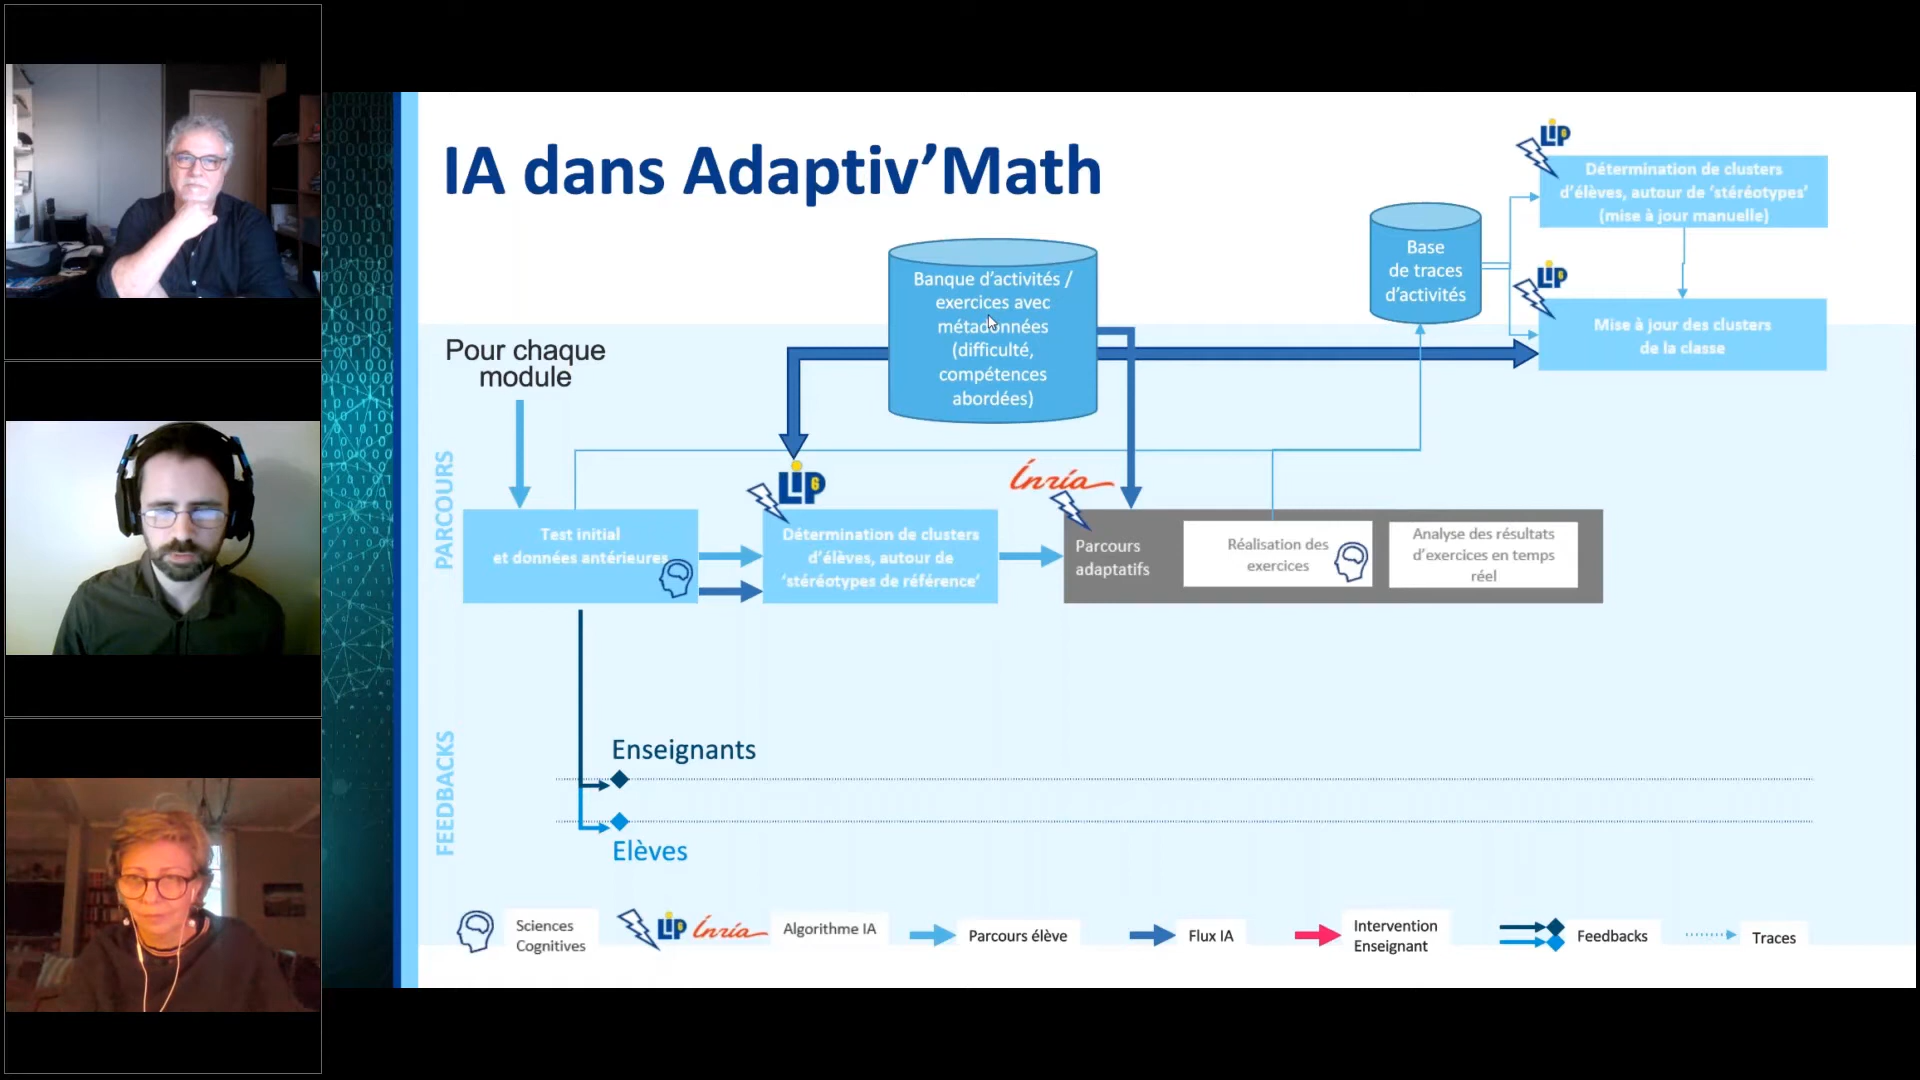 IA dans Adaptiv'Math
LIP6
Détermination de clusters
d'élèves, autour de 'stéréotypes'
(mise à jour manuelle)
Base
de traces
d'activités
Banque d'activités /
exercices avec
métadonnées
(difficulté,
compétences
abordées)
LIP6
Mise à jour des clusters
de la classe
Pour chaque
module
PARCOURS
LIP6
Inria
Test initial
et données antérieures
Détermination de clusters
d'élèves, autour de
'stéréotypes de référence'
Parcours
adaptatifs
Réalisation des
exercices
Analyse des résultats
d'exercices en temps
réel
FEEDBACKS
Enseignants
Elèves
Sciences
Cognitives
LIP6
Inria
Algorithme IA
Parcours élève
Flux IA
Intervention
Enseignant
Feedbacks
Traces